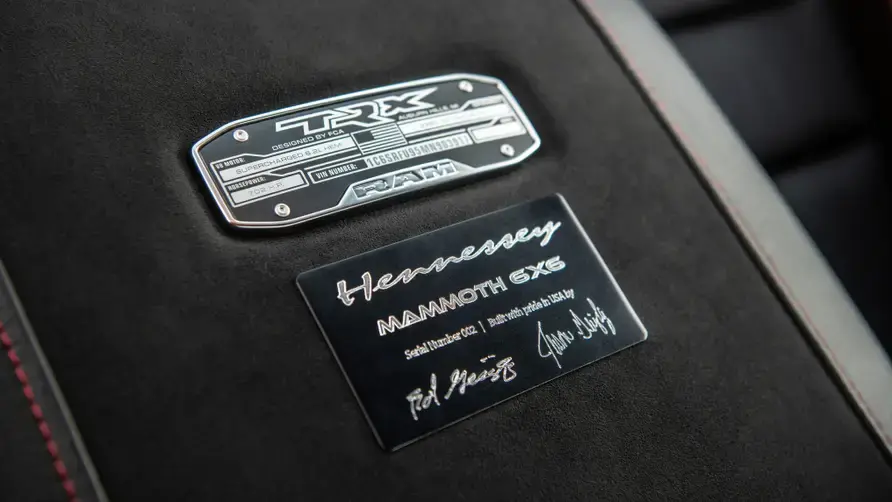 TRX
DESIGNED BY FCA
AUBURN HILLS, MI
V8 MOTOR:
SUPERCHARGED 6.2L HEMI
HORSEPOWER:
702 H.P.
VIN NUMBER:
RAM
Hennessey
MAMMOTH 6X6
Serial Number 002 | Built with pride in USA by